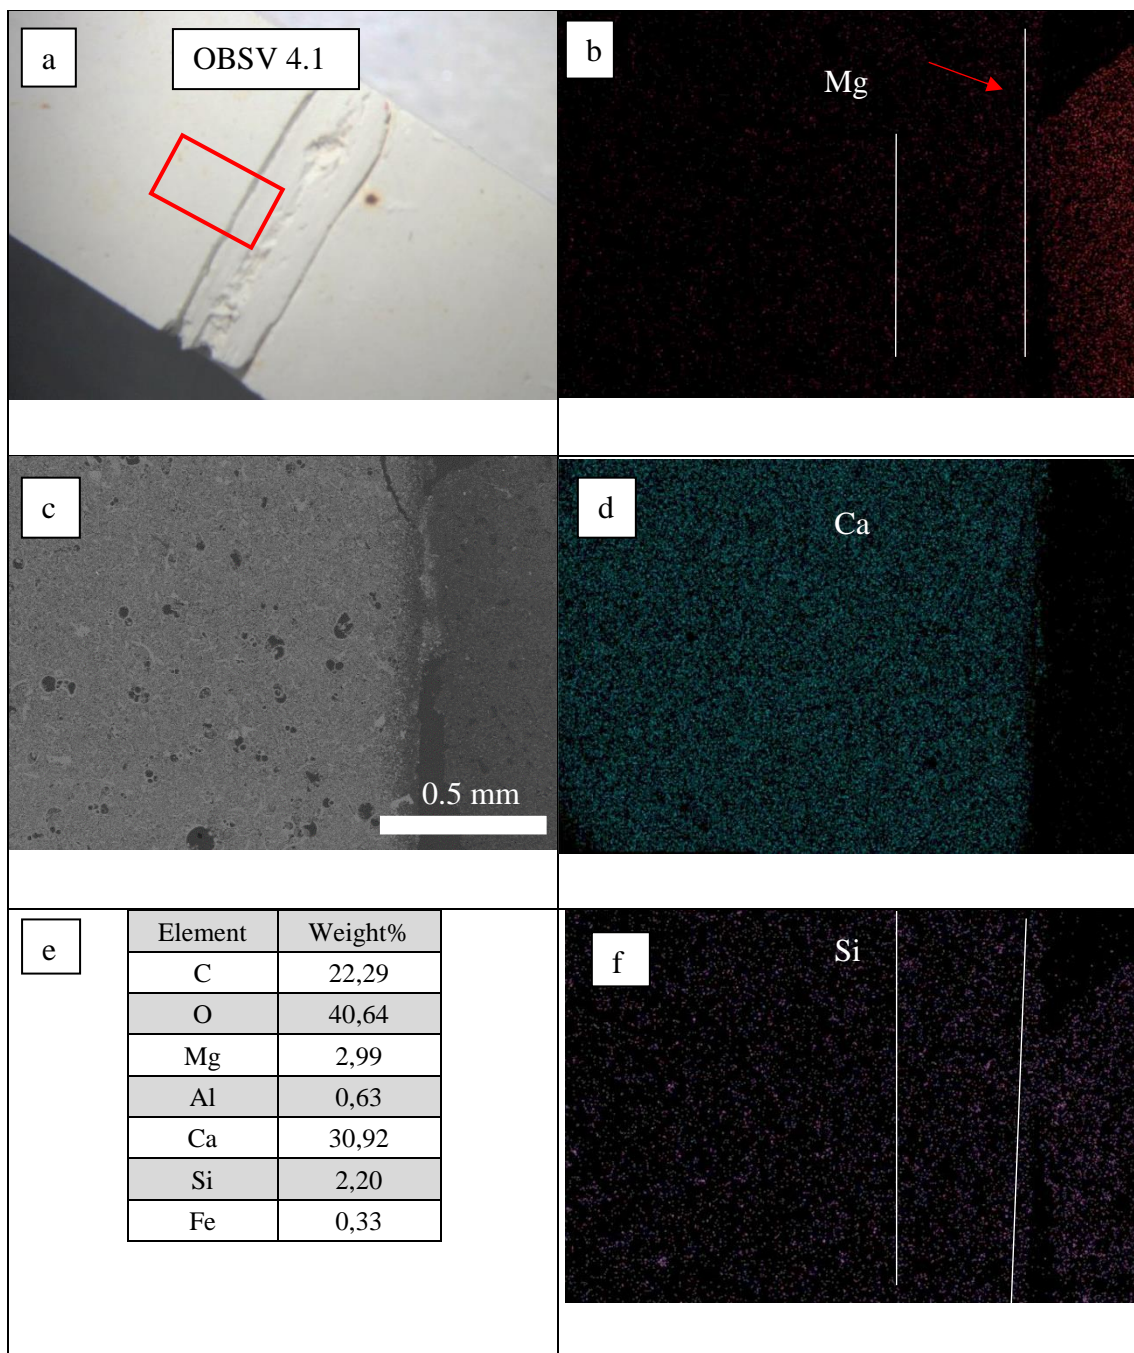 a
OBSV 4.1
b
Mg
c
0.5 mm
d
Ca
e
Element Weight%
C 22,29
O 40,64
Mg 2,99
Al 0,63
Ca 30,92
Si 2,20
Fe 0,33
f
Si